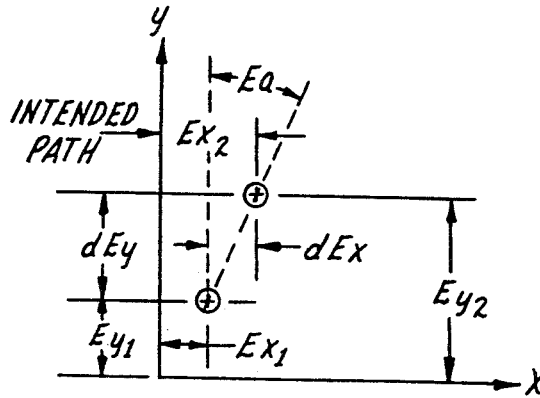 y
Ea
INTENDED
PATH
Ex2
dEy
dEx
Ey2
Ey1
Ex1
X